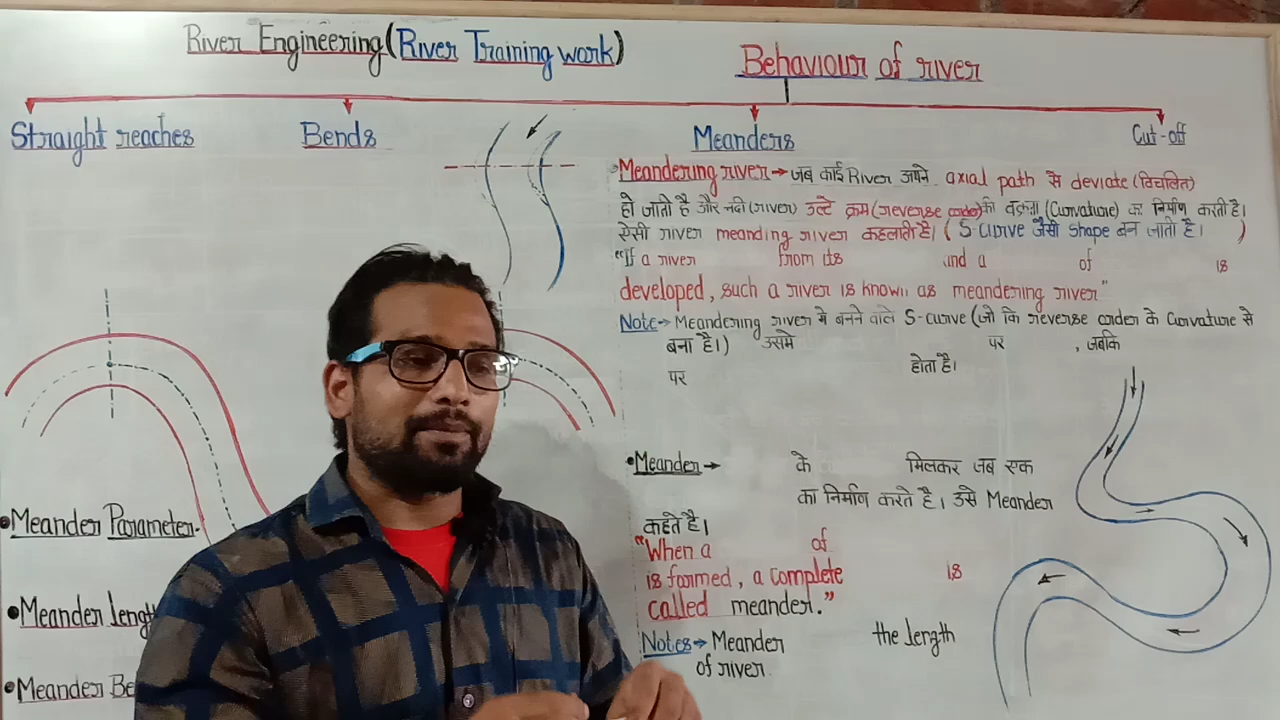 River Engineering (River Training work)
Behaviour of river
Straight reaches
Bends
Meanders
Cut-off
•Meandering river→ जब कोई River अपने axial path से deviate (विचलित)
हो जाती है और नदी (river) उल्टे क्रम (reverse order) की वक्रता (Curvature) का निर्माण करती है।
ऐसी river meanding river कहलाती है। ( S-curve जैसी shape बन जाती है। )
"If a river from its and a of is
developed, such a river is known as meandering river"
Note→ Meandering river में बनने वाले S-curve (जो कि reverse order के Curvature से
बना है।) उसमे पर , जबकि
पर होता है।
•Meander→ के मिलकर जब एक
का निर्माण करते है। उसे Meander
कहते है।
"When a of
is formed, a complete is
called meander."
Notes→ Meander the length
of river
•Meander Parameter-
•Meander leng
•Meander Be